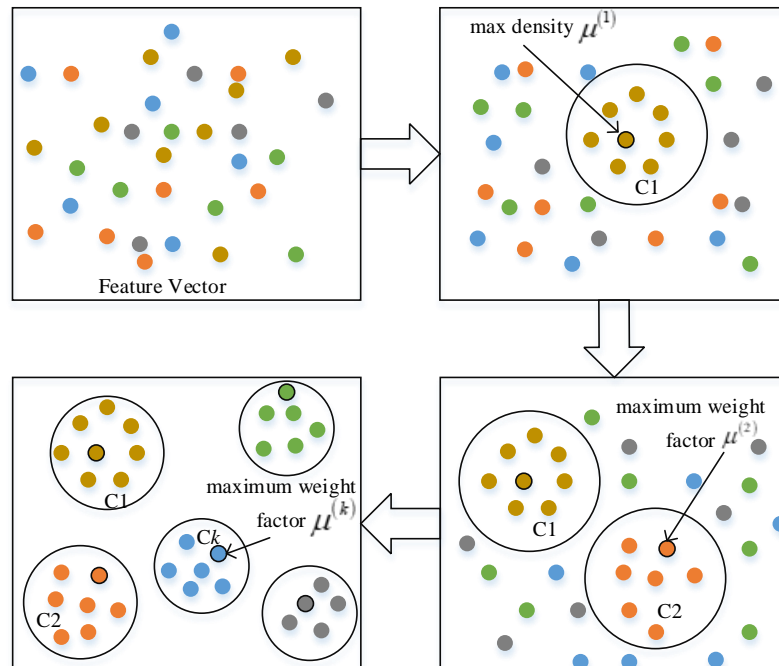 Feature Vector
max density μ^(1)
C1
maximum weight
factor μ^(2)
C1
C2
C1
maximum weight
factor μ^(k)
Ck
C2